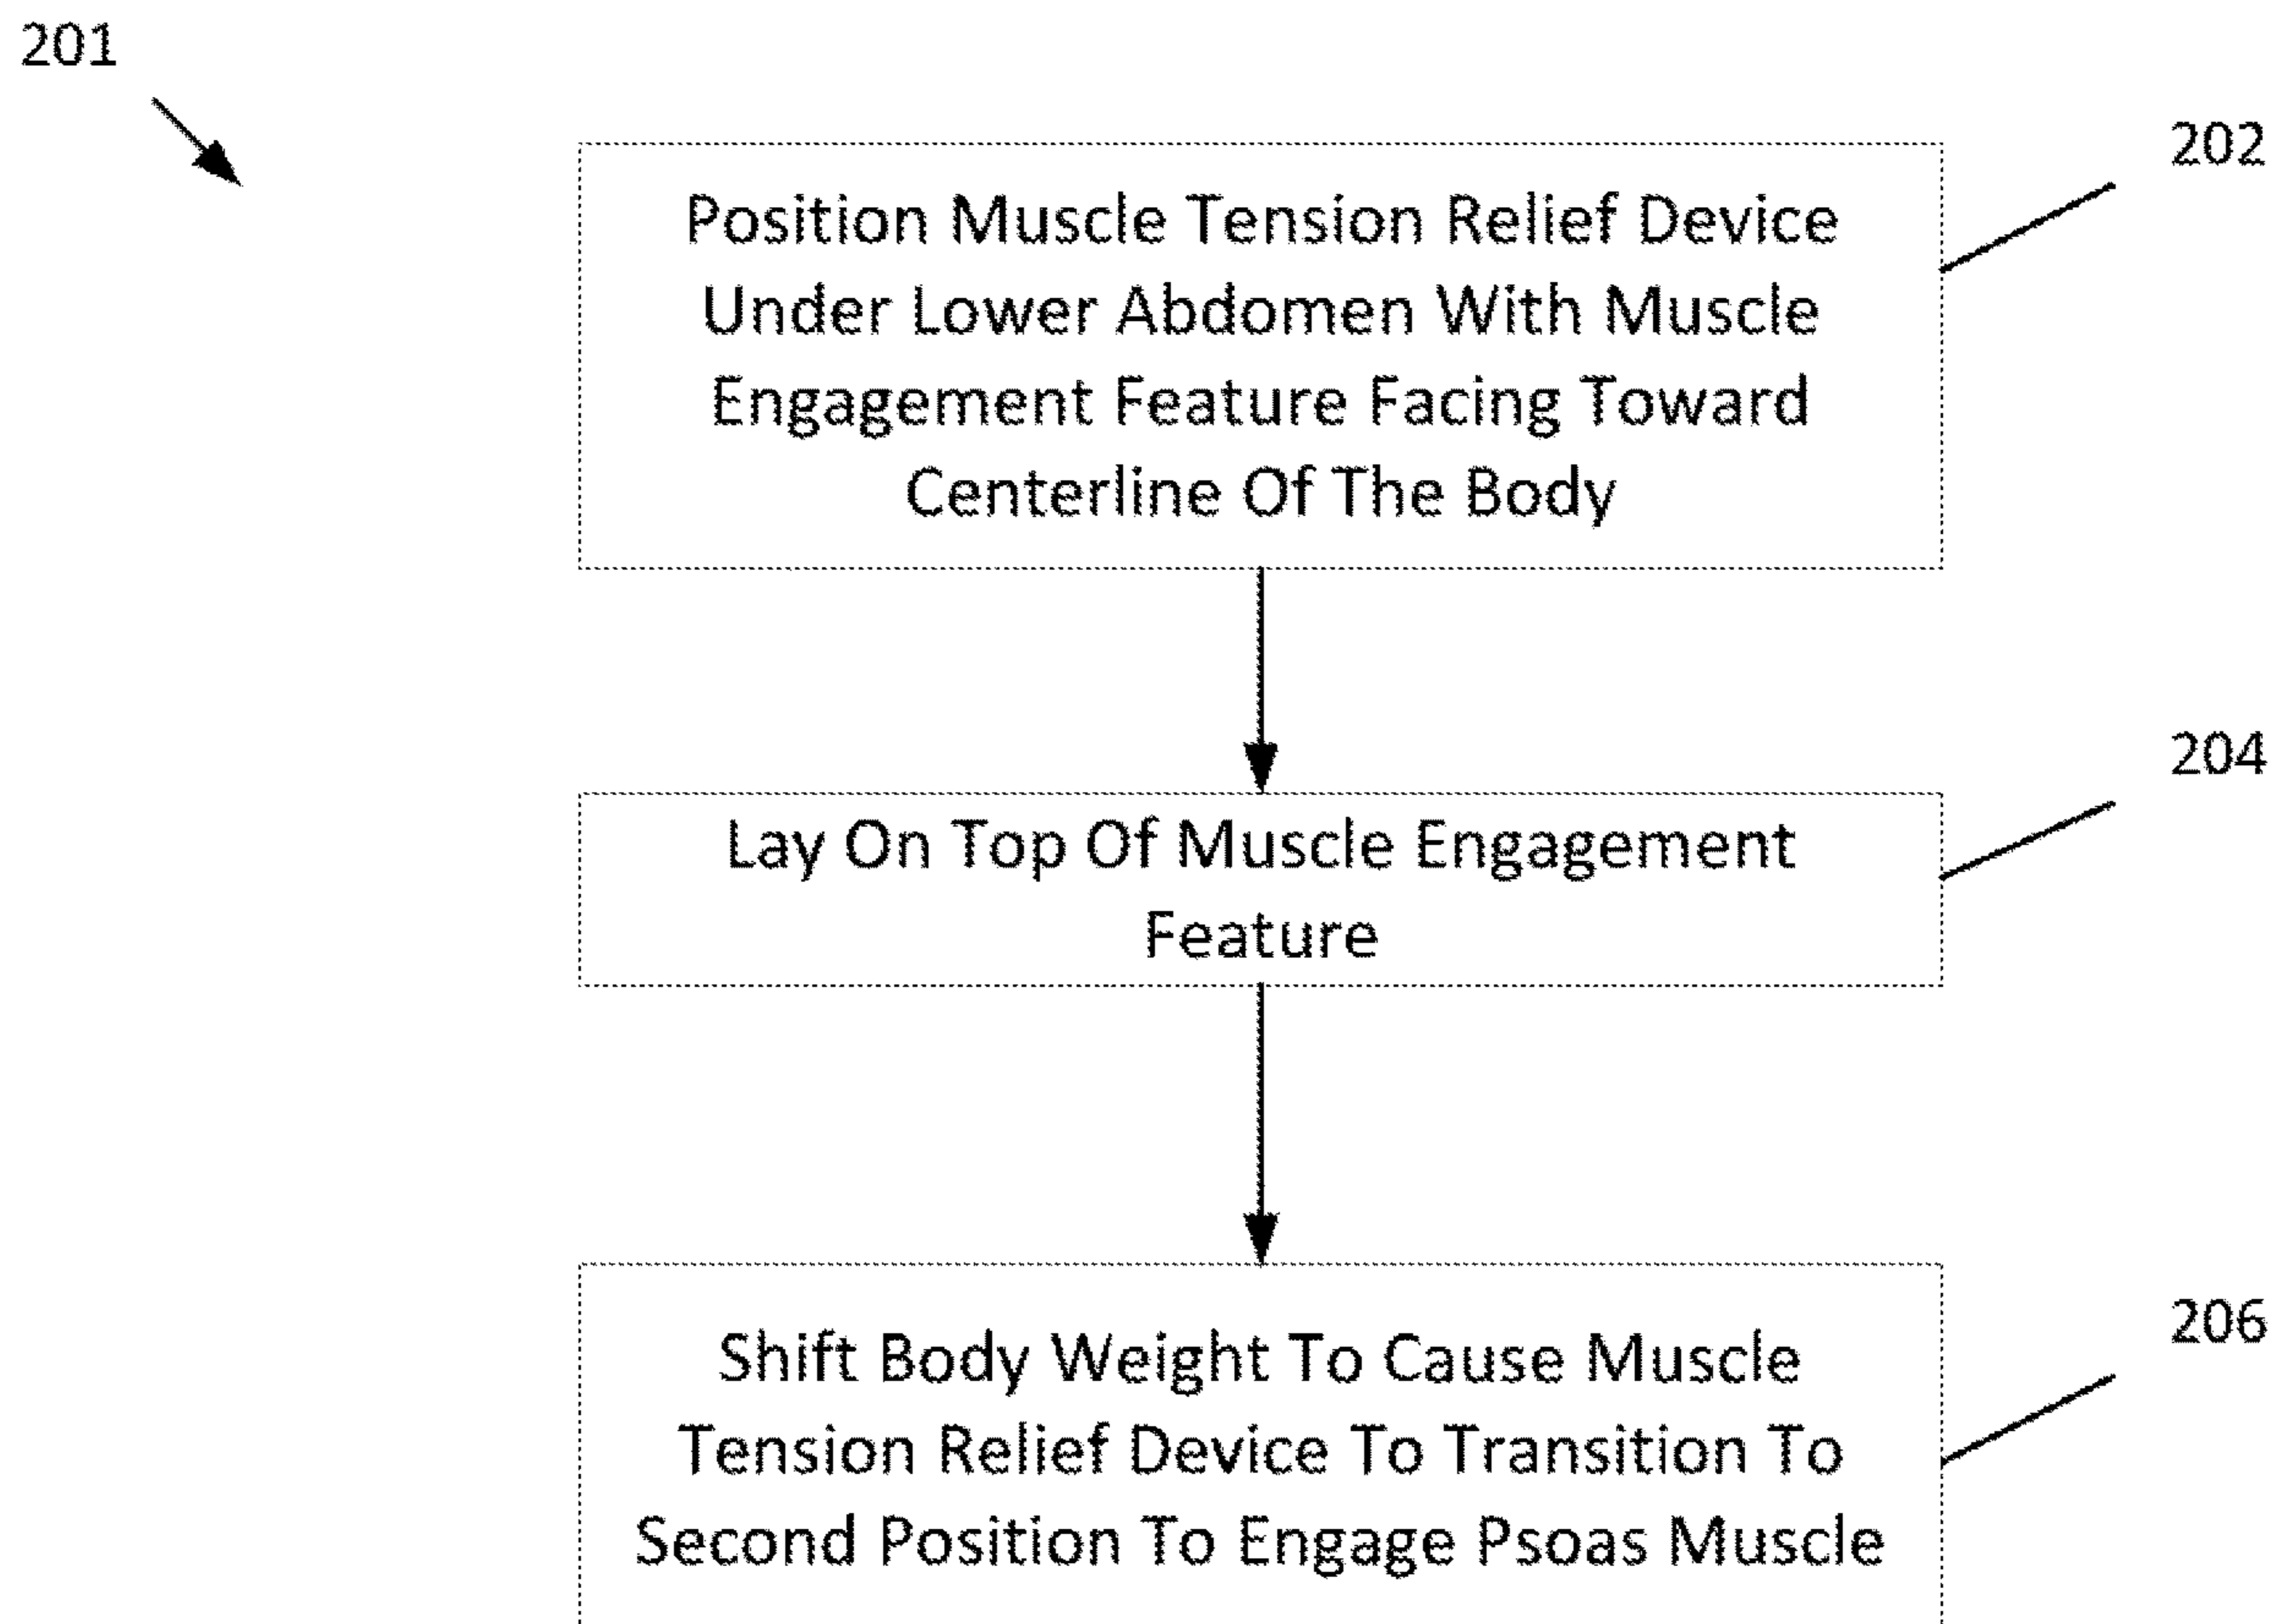 201
202
Position Muscle Tension Relief Device
Under Lower Abdomen With Muscle
Engagement Feature Facing Toward
Centerline Of The Body
204
Lay On Top Of Muscle Engagement
Feature
206
Shift Body Weight To Cause Muscle
Tension Relief Device To Transition To
Second Position To Engage Psoas Muscle